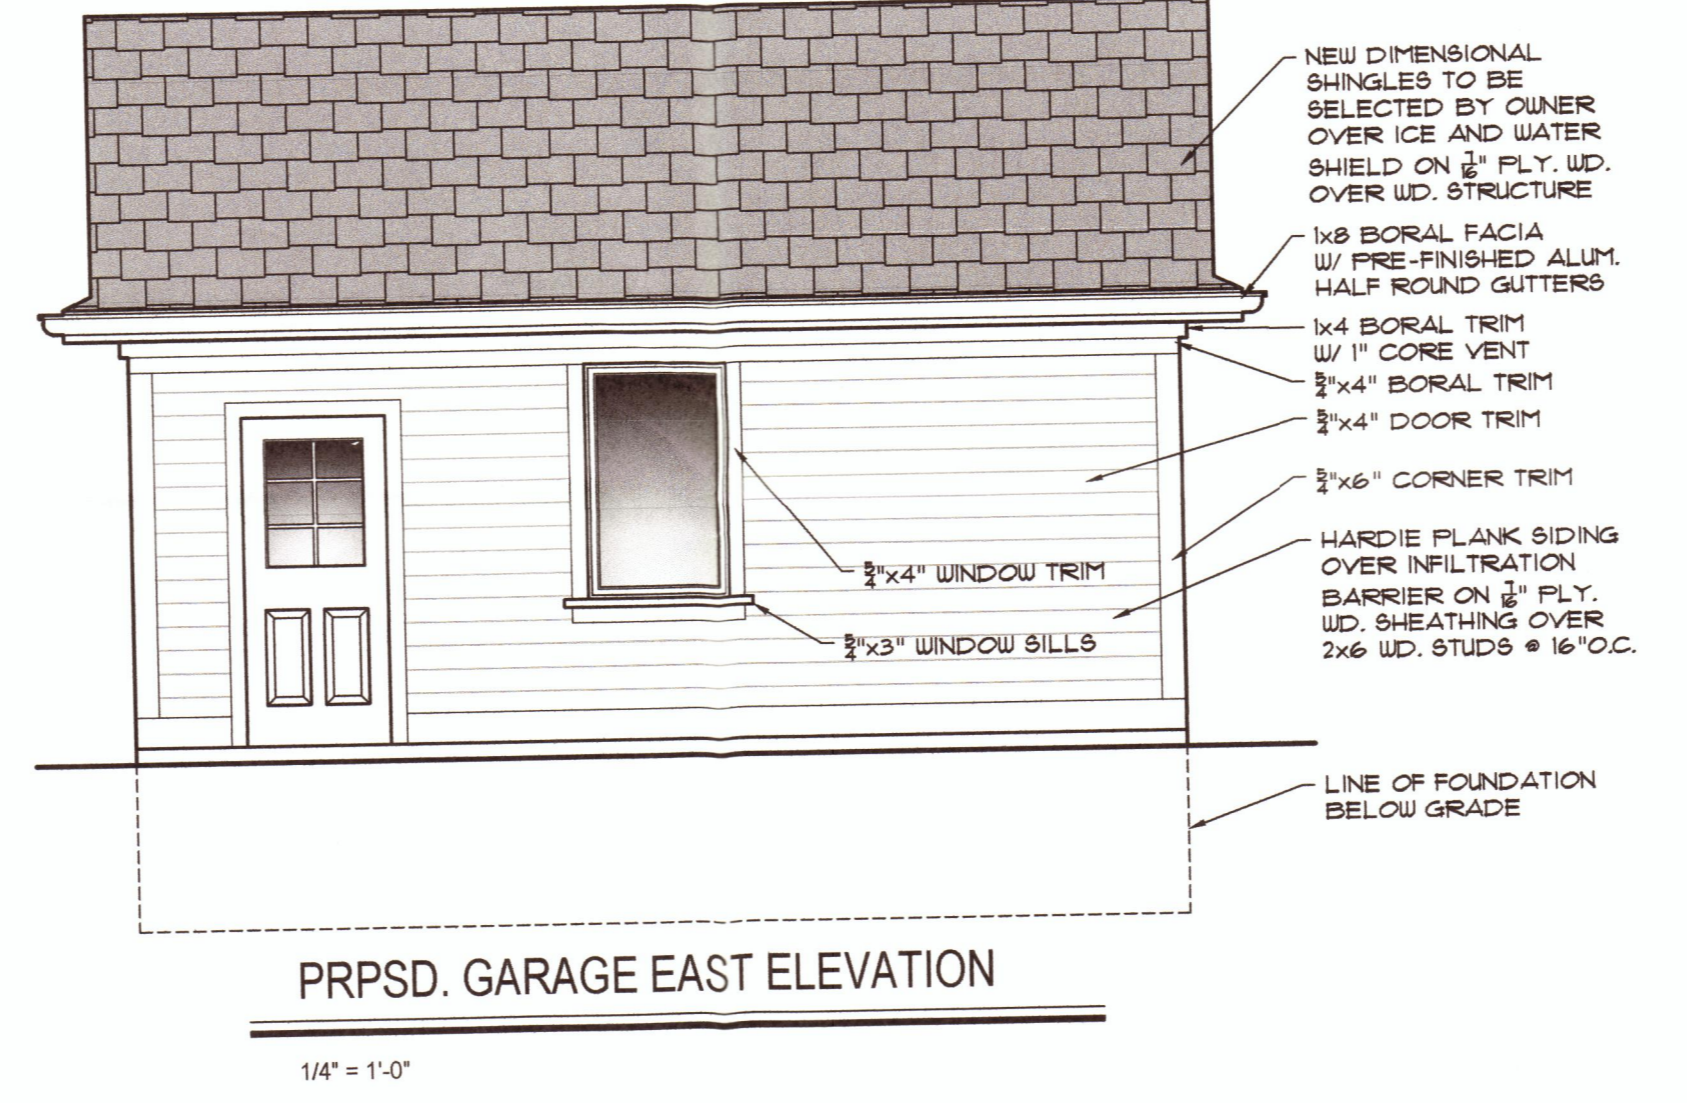 NEW DIMENSIONAL
SHINGLES TO BE
SELECTED BY OWNER
OVER ICE AND WATER
SHIELD ON 7/16" PLY. WD.
OVER WD. STRUCTURE
1x8 BORAL FACIA
W/ PRE-FINISHED ALUM.
HALF ROUND GUTTERS
1x4 BORAL TRIM
W/ 1" CORE VENT
5/4"x4" BORAL TRIM
5/4"x4" DOOR TRIM
5/4"x6" CORNER TRIM
HARDIE PLANK SIDING
OVER INFILTRATION
BARRIER ON 7/16" PLY.
WD. SHEATHING OVER
2x6 WD. STUDS @ 16"O.C.
5/4"x4" WINDOW TRIM
5/4"x3" WINDOW SILLS
LINE OF FOUNDATION
BELOW GRADE
PRPSD. GARAGE EAST ELEVATION
1/4" = 1'-0"